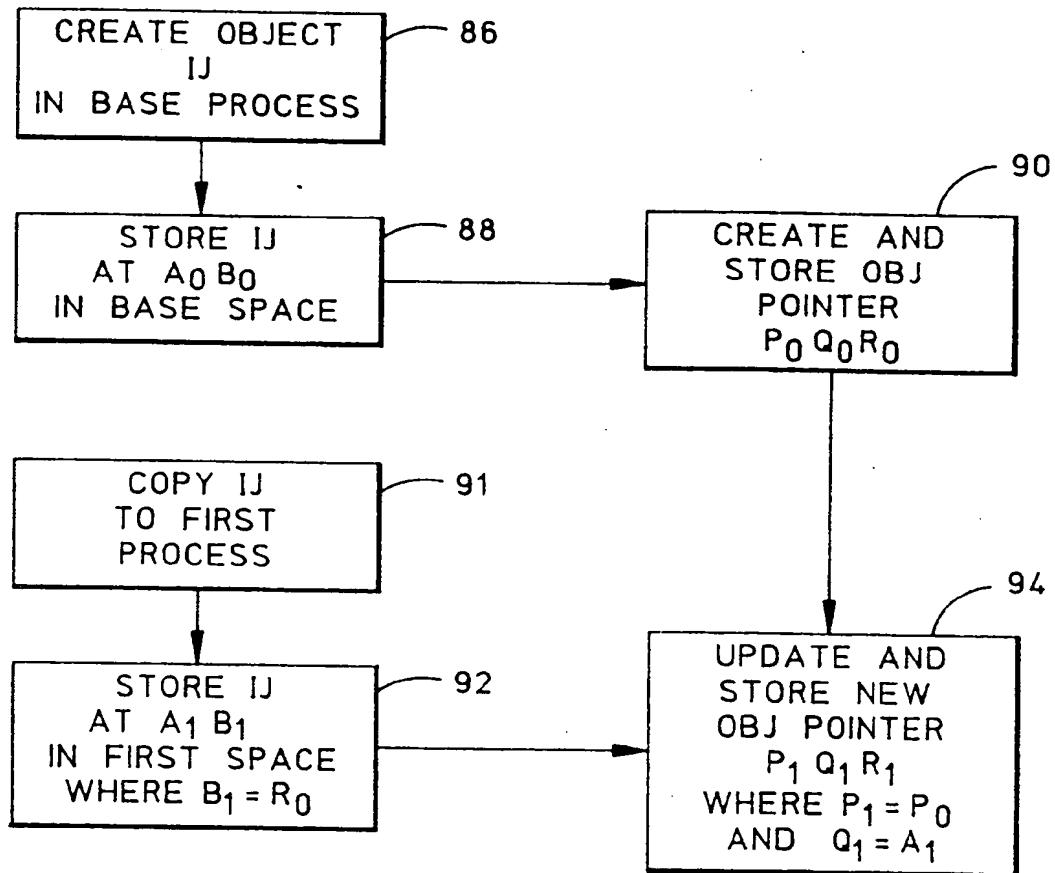 CREATE OBJECT
IJ
IN BASE PROCESS
86
STORE IJ
AT A₀ B₀
IN BASE SPACE
88
CREATE AND
STORE OBJ
POINTER
P₀ Q₀ R₀
90
COPY IJ
TO FIRST
PROCESS
91
STORE IJ
AT A₁ B₁
IN FIRST SPACE
WHERE B₁ = R₀
92
UPDATE AND
STORE NEW
OBJ POINTER
P₁ Q₁ R₁
WHERE P₁ = P₀
AND Q₁ = A₁
94